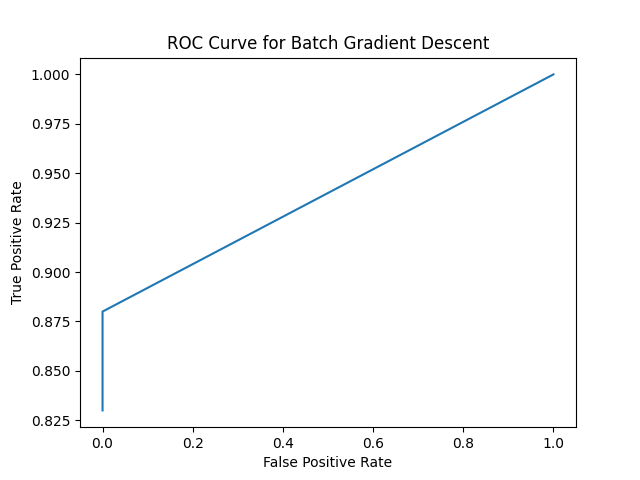 ROC Curve for Batch Gradient Descent
1.000
0.975
0.950
0.925
0.900
0.875
0.850
0.825
True Positive Rate
0.0 0.2 0.4 0.6 0.8 1.0
False Positive Rate